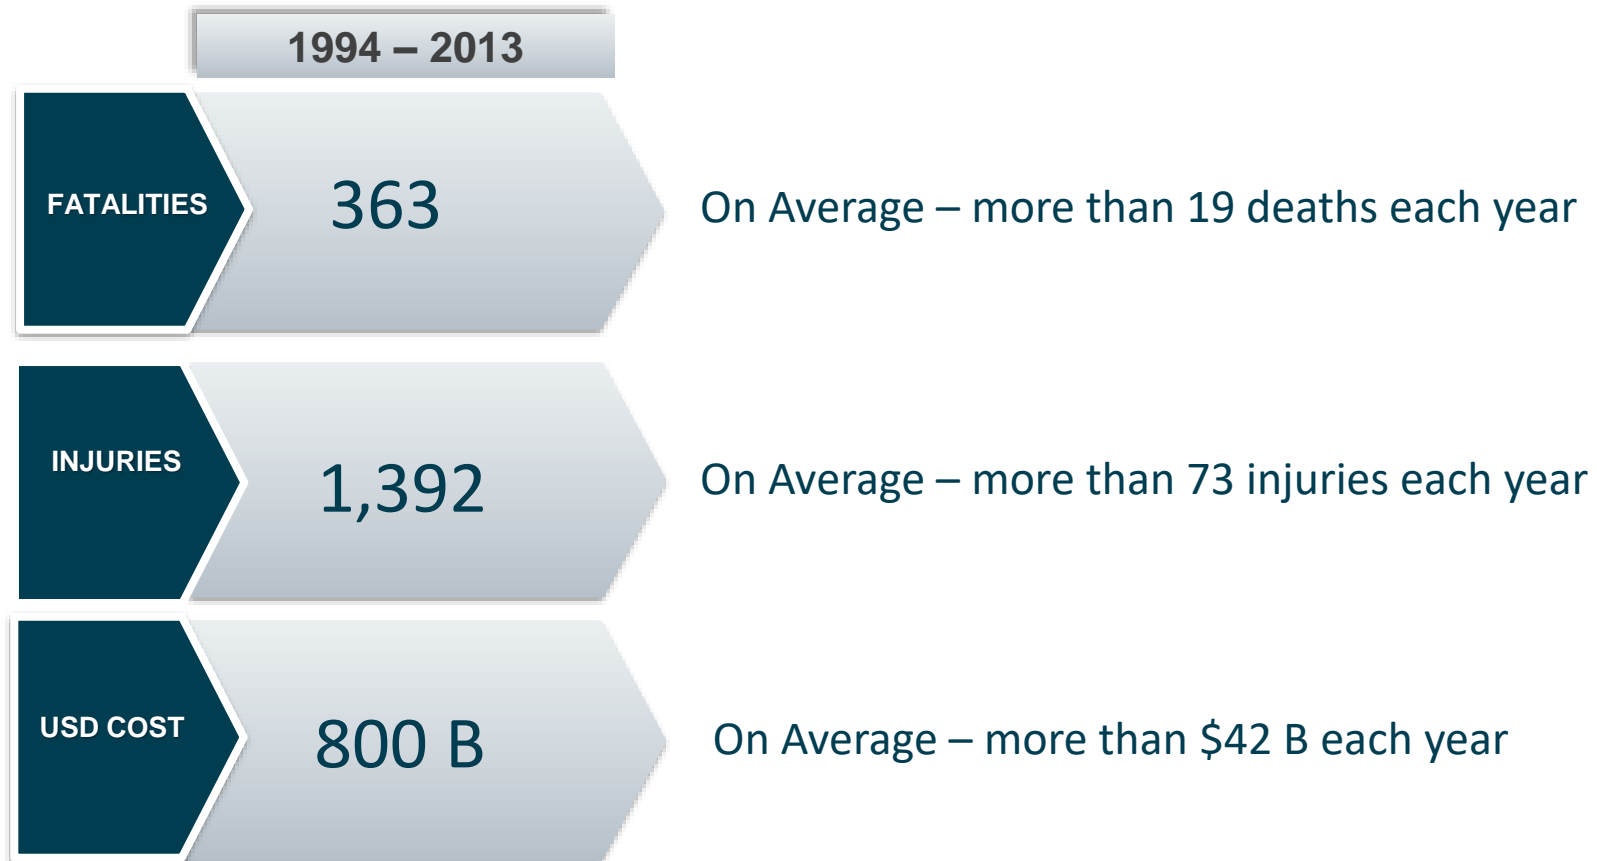 1994 – 2013
FATALITIES
363
On Average – more than 19 deaths each year
INJURIES
1,392
On Average – more than 73 injuries each year
USD COST
800 B
On Average – more than $42 B each year